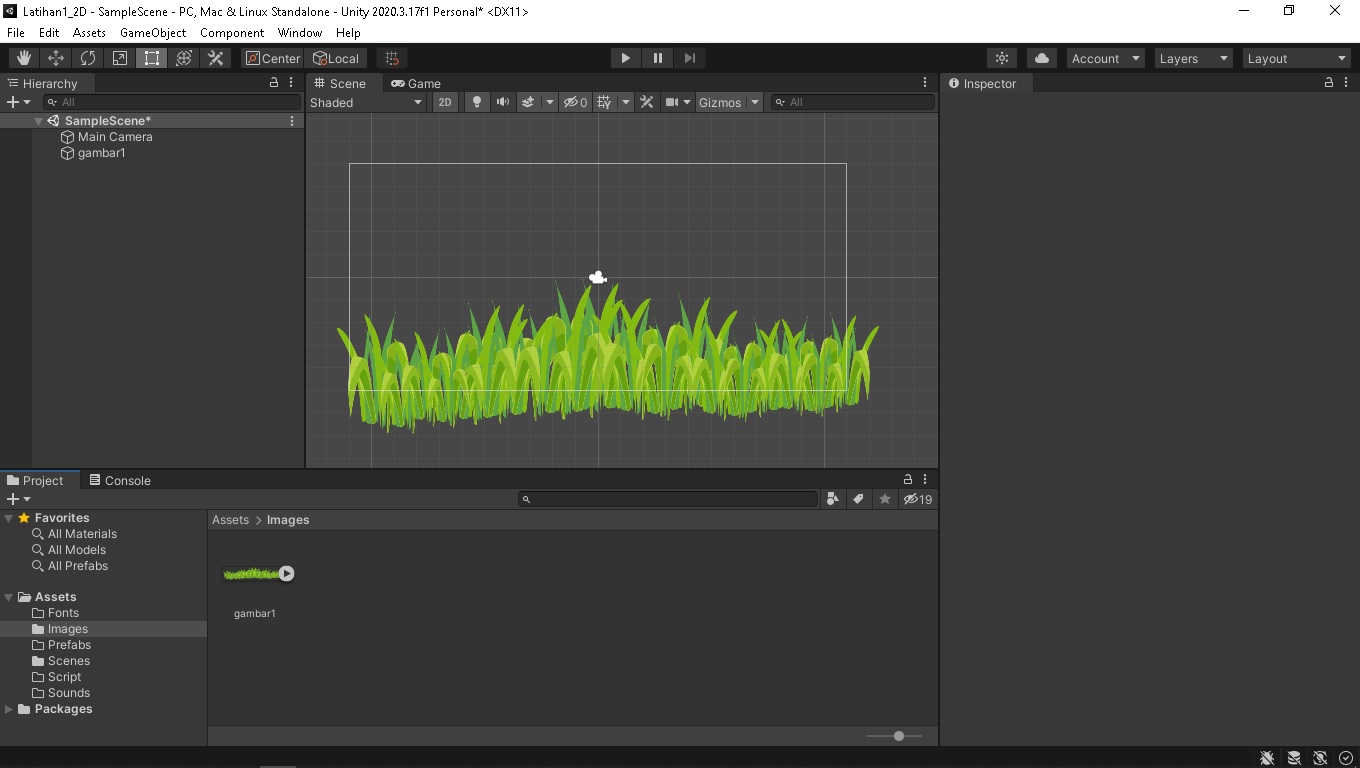 Latihan1_2D - SampleScene - PC, Mac & Linux Standalone - Unity 2020.3.17f1 Personal* <DX11>
File Edit Assets GameObject Component Window Help
Center Local Account Layers Layout
Hierarchy
All
SampleScene*
Main Camera
gambar1
Scene Game
Shaded 2D 0 Gizmos All
Inspector
Project Console
19
Favorites
All Materials
All Models
All Prefabs
Assets
Fonts
Images
Prefabs
Scenes
Script
Sounds
Packages
Assets > Images
gambar1